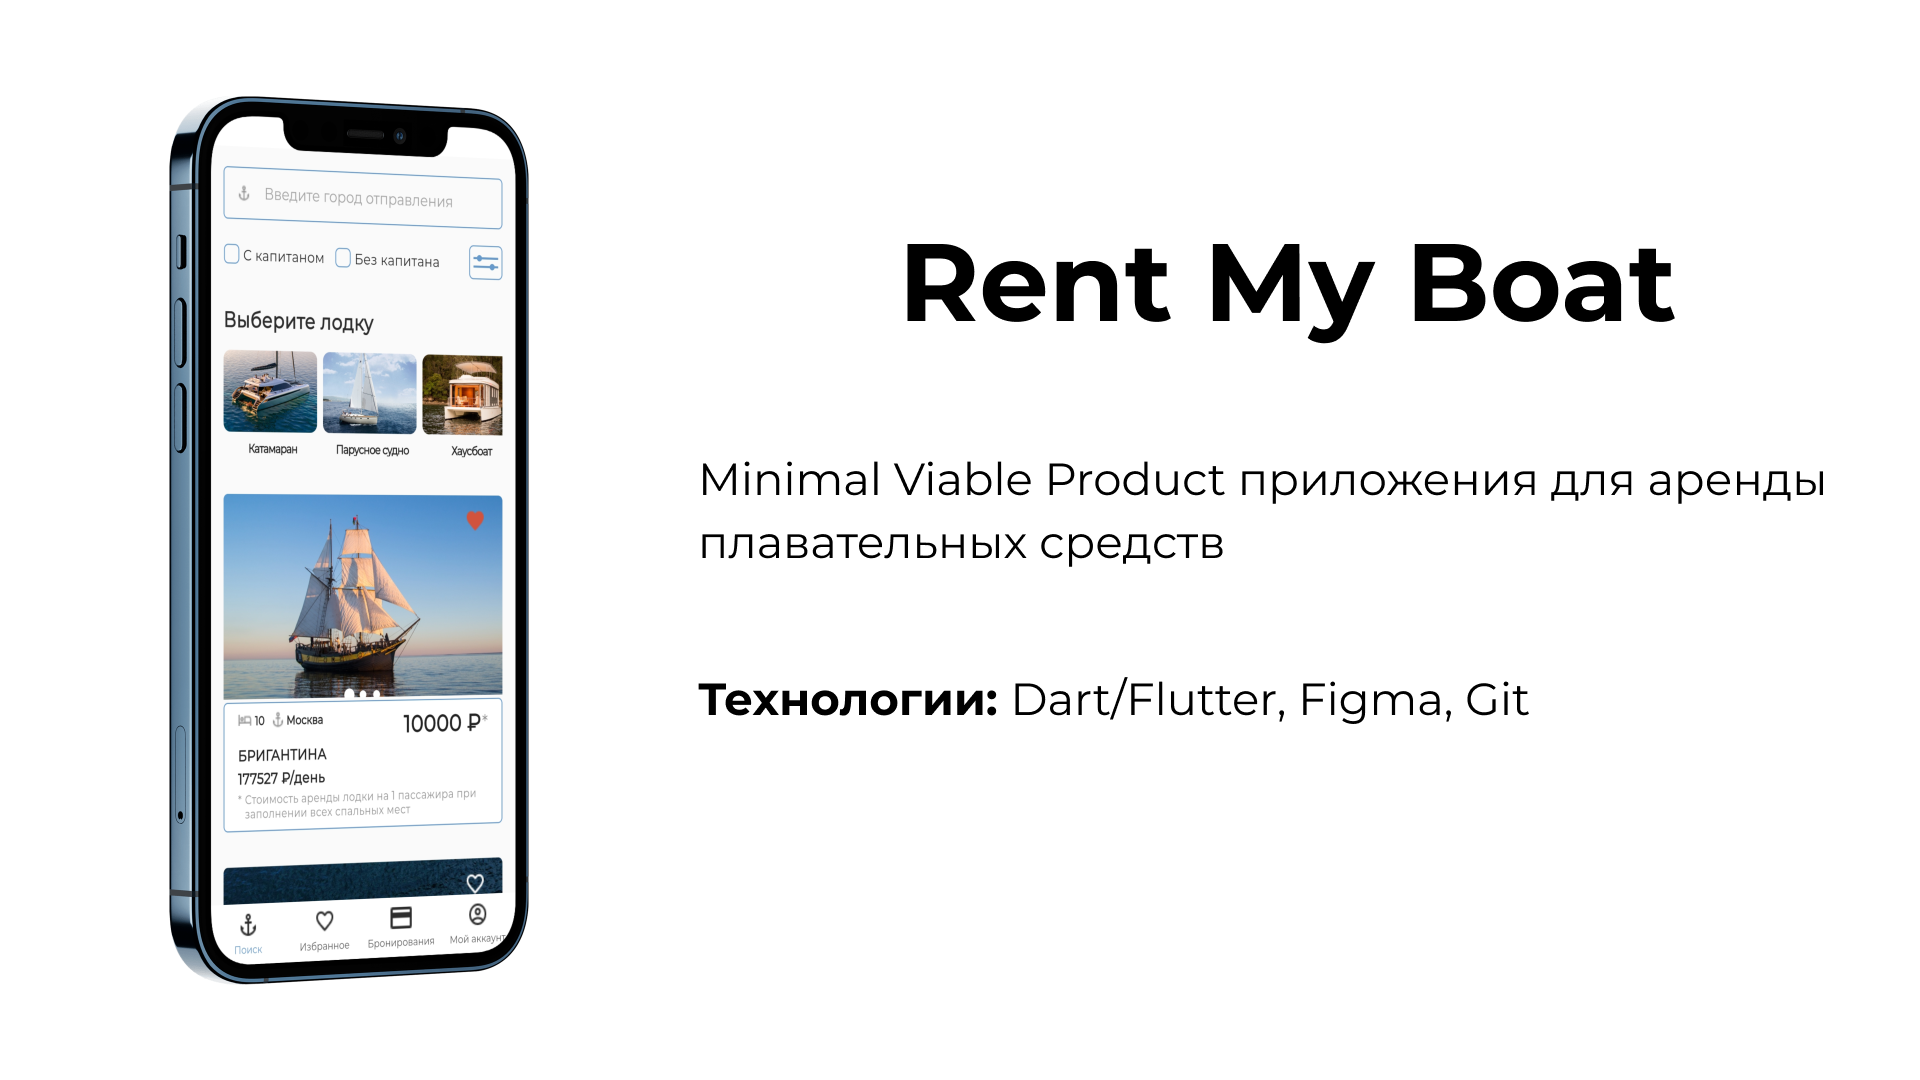 Введите город отправления
С капитаном Без капитана
Выберите лодку
Катамаран Парусное судно Хаусбоат
10 Москва 10000 ₽*
БРИГАНТИНА
177527 ₽/день
* Стоимость аренды лодки на 1 пассажира при
заполнении всех спальных мест
Поиск Избранное Бронирования Мой аккаунт
Rent My Boat
Minimal Viable Product приложения для аренды
плавательных средств
Технологии: Dart/Flutter, Figma, Git